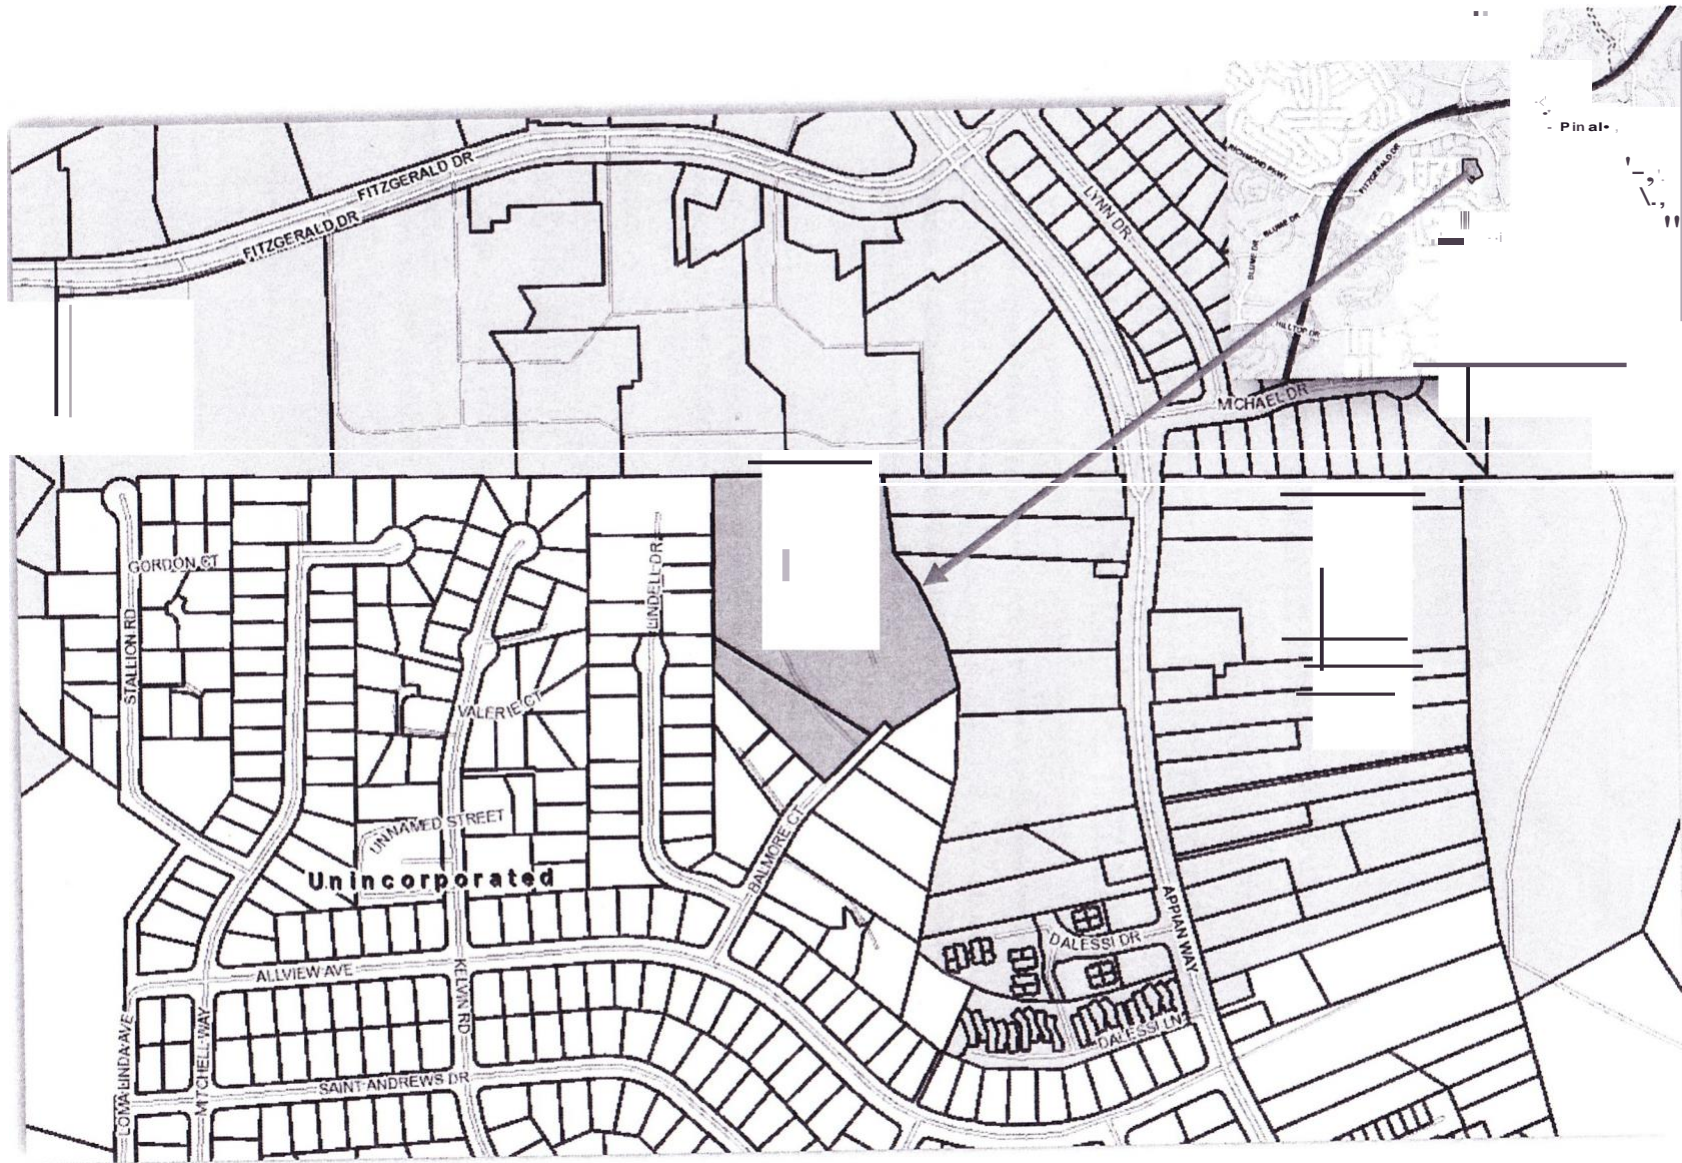 Pinal
RICHMOND PKWY
FITZGERALD DR
FITZGERALD DR
FITZGERALD DR
LYNN DR
BLUME DR
BLUME DR
HILLTOP DR
MICHAEL DR
GORDON CT
LINDELL DR
STALLION RD
VALERIE CT
UNNAMED STREET
BALMORE CT
Unincorporated
APPIAN WAY
DALESSI DR
ALLVIEW AVE
KELVIN RD
DALESSI LN
LOMA LINDA AVE
MITCHELL WAY
SAINT ANDREWS DR